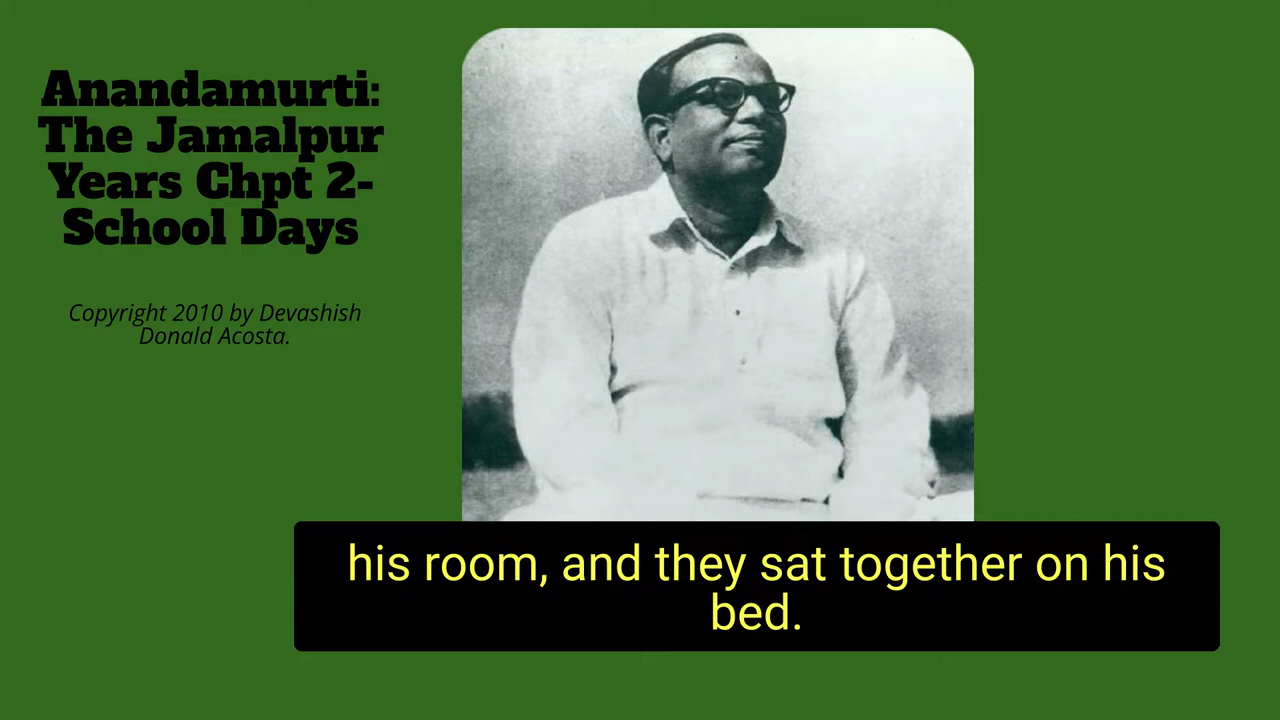 Anandamurti:
The Jamalpur
Years Chpt 2-
School Days
Copyright 2010 by Devashish
Donald Acosta.
his room, and they sat together on his
bed.